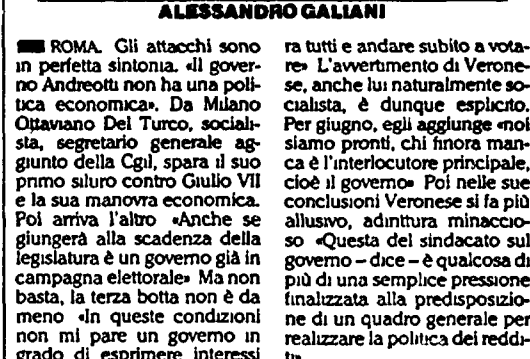 ALESSANDRO GALIANI
ROMA. Gli attacchi sono
in perfetta sintonia. «Il gover-
no Andreotti non ha una poli-
tica economica». Da Milano
Ottaviano Del Turco, sociali-
sta, segretario generale ag-
giunto della Cgil, spara il suo
primo siluro contro Giulio VII
e la sua manovra economica.
Poi arriva l'altro «Anche se
giungerà alla scadenza della
legislatura è un governo già in
campagna elettorale» Ma non
basta, la terza botta non è da
meno «In queste condizioni
non mi pare un governo in
grado di esprimere interessi
ra tutti e andare subito a vota-
re» L'avvertimento di Verone-
se, anche lui naturalmente so-
cialista, è dunque esplicito.
Per giugno, egli aggiunge «noi
siamo pronti, chi finora man-
ca è l'interlocutore principale,
cioè il governo» Poi nelle sue
conclusioni Veronese si fa più
allusivo, addirittura minaccio-
so «Questa del sindacato sul
governo – dice – è qualcosa di
più di una semplice pressione
finalizzata alla predisposizio-
ne di un quadro generale per
realizzare la politica dei reddi-